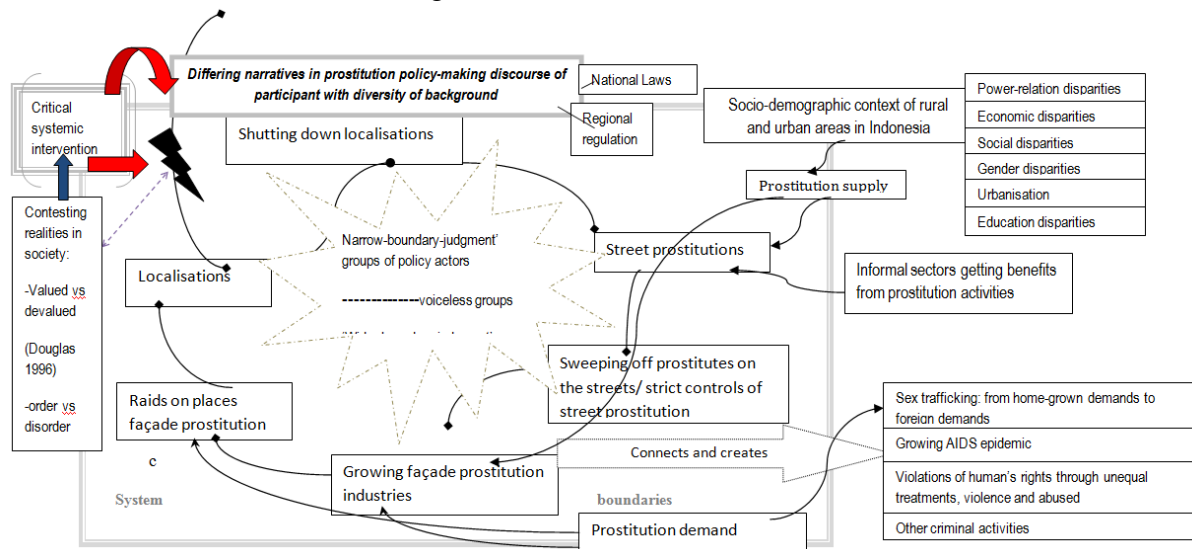 Differing narratives in prostitution policy-making discourse of
participant with diversity of background
National Laws
Regional
regulation
Critical
systemic
intervention
Shutting down localisations
Socio-demographic context of rural
and urban areas in Indonesia
Power-relation disparities
Economic disparities
Social disparities
Gender disparities
Urbanisation
Education disparities
Prostitution supply
Contesting
realities in
society:
-Valued vs
devalued
(Douglas
1996)
-order vs
disorder
Narrow-boundary-judgment'
groups of policy actors
--------------voiceless groups
Street prostitutions
Localisations
Informal sectors getting benefits
from prostitution activities
Sweeping off prostitutes on
the streets/ strict controls of
street prostitution
Raids on places
façade prostitution
c
Sex trafficking: from home-grown demands to
foreign demands
Growing AIDS epidemic
Violations of human's rights through unequal
treatments, violence and abused
Other criminal activities
Connects and creates
Growing façade prostitution
industries
System
boundaries
Prostitution demand